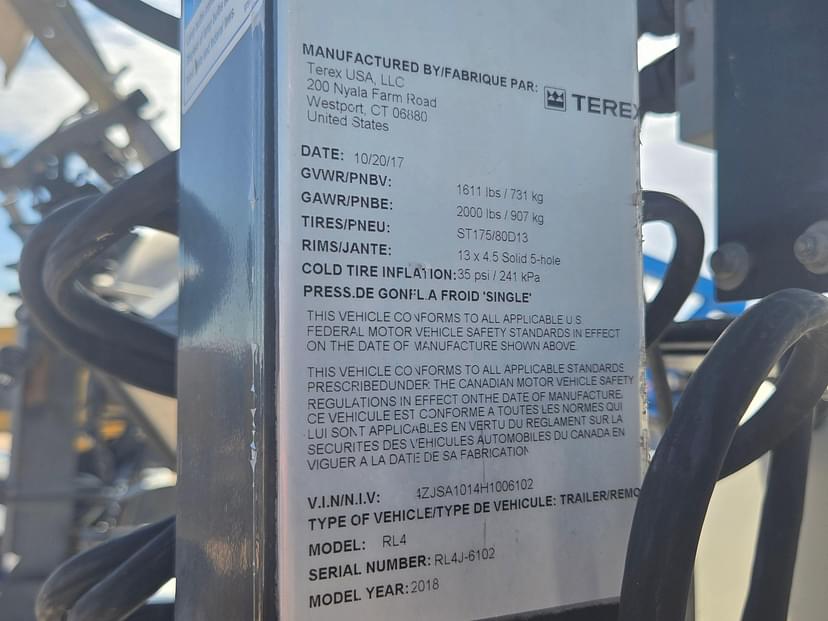 MANUFACTURED BY/FABRIQUE PAR:
Terex USA, LLC
200 Nyala Farm Road
Westport, CT 06880
United States
TEREX
DATE: 10/20/17
GVWR/PNBV: 1611 lbs / 731 kg
GAWR/PNBE: 2000 lbs / 907 kg
TIRES/PNEU: ST175/80D13
RIMS/JANTE: 13 x 4.5 Solid 5-hole
COLD TIRE INFLATION:35 psi / 241 kPa
PRESS.DE GONFL.A FROID 'SINGLE'
THIS VEHICLE CONFORMS TO ALL APPLICABLE U.S
FEDERAL MOTOR VEHICLE SAFETY STANDARDS IN EFFECT
ON THE DATE OF MANUFACTURE SHOWN ABOVE.
THIS VEHICLE CONFORMS TO ALL APPLICABLE STANDARDS
PRESCRIBEDUNDER THE CANADIAN MOTOR VEHICLE SAFETY
REGULATIONS IN EFFECT ONTHE DATE OF MANUFACTURE.
CE VEHICULE EST CONFORME A TOUTES LES NORMES QUI
LUI SONT APPLICABLES EN VERTU DU REGLAMENT SUR LA
SECURITES DES VEHICULES AUTOMOBILES DU CANADA EN
VIGUER A LA DATE DE SA FABRICATION
V.I.N/N.I.V: 4ZJSA1014H1006102
TYPE OF VEHICLE/TYPE DE VEHICULE: TRAILER/REMO
MODEL: RL4
SERIAL NUMBER: RL4J-6102
MODEL YEAR:2018